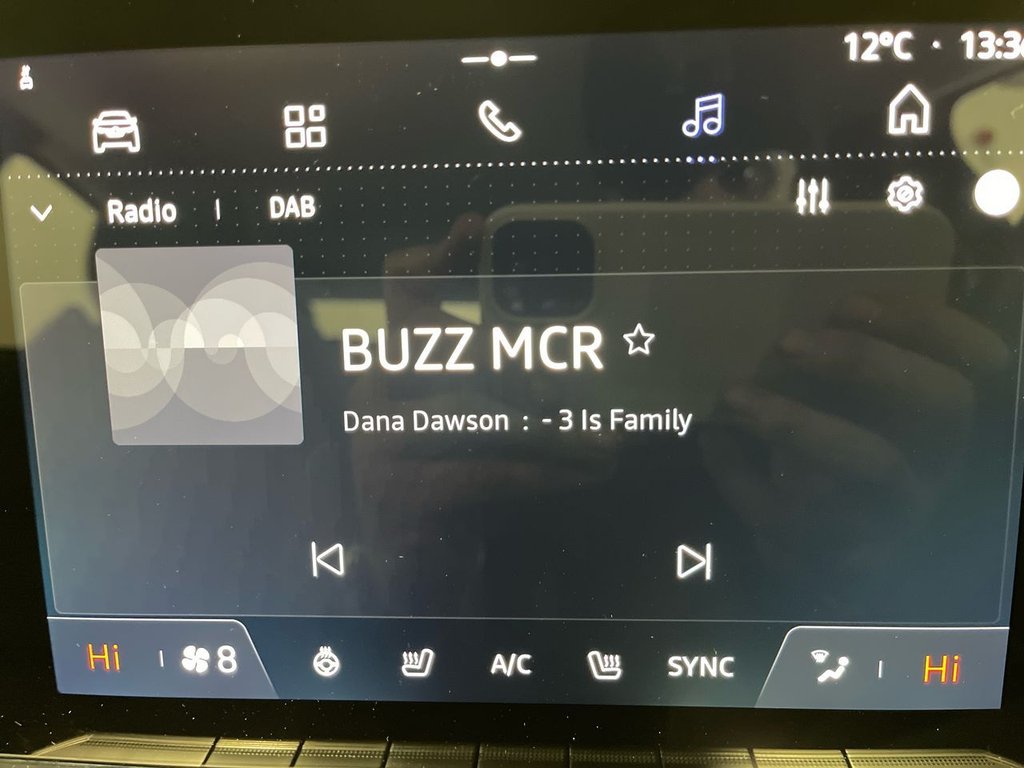 12°C · 13:3
Radio | DAB
BUZZ MCR
Dana Dawson : - 3 Is Family
Hi | 8 A/C SYNC | Hi